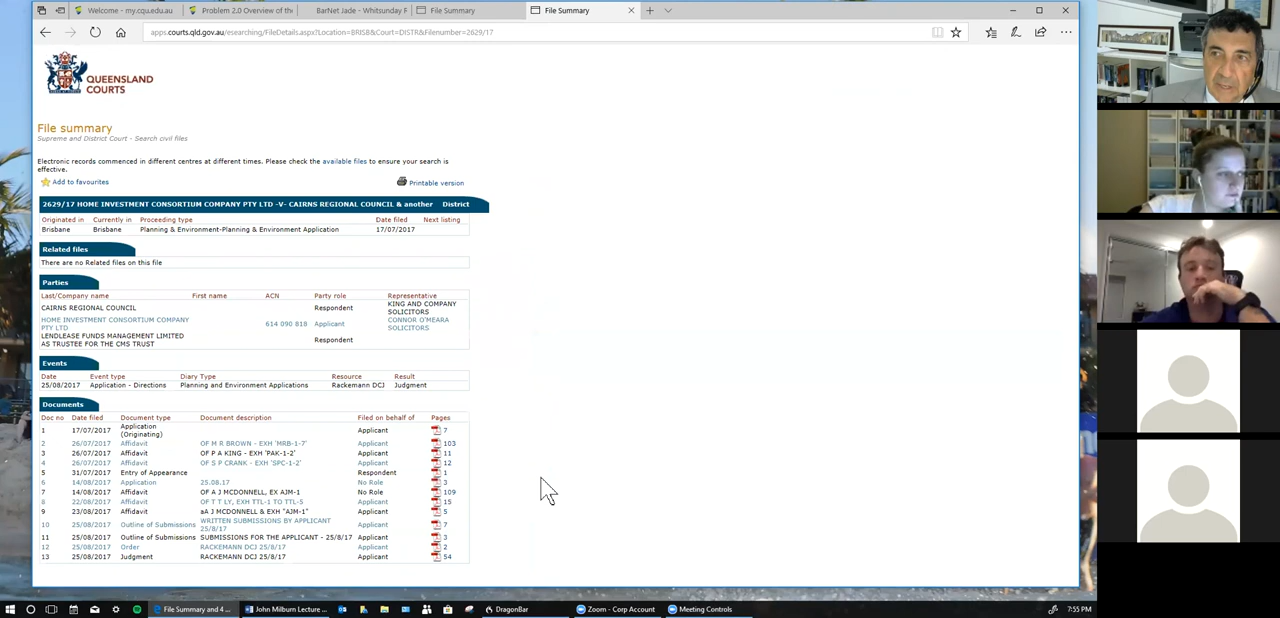 Welcome - my.cqu.edu.au
Problem 2.0 Overview of the
BarNet Jade - Whitsunday F
File Summary
File Summary
apps.courts.qld.gov.au/esearching/FileDetails.aspx?Location=BRISB&Court=DISTR&Filenumber=2629/17
QUEENSLAND
COURTS
File summary
Supreme and District Court - Search civil files
Electronic records commenced in different centres at different times. Please check the available files to ensure your search is
effective.
Add to favourites
Printable version
2629/17 HOME INVESTMENT CONSORTIUM COMPANY PTY LTD -V- CAIRNS REGIONAL COUNCIL & another District
Originated in Currently in Proceeding type Date filed Next listing
Brisbane Brisbane Planning & Environment-Planning & Environment Application 17/07/2017
Related files
There are no Related files on this file
Parties
Last/Company name First name ACN Party role Representative
CAIRNS REGIONAL COUNCIL Respondent KING AND COMPANY
SOLICITORS
HOME INVESTMENT CONSORTIUM COMPANY
PTY LTD 614 090 818 Applicant CONNOR O'MEARA
SOLICITORS
LENDLEASE FUNDS MANAGEMENT LIMITED
AS TRUSTEE FOR THE CMS TRUST Respondent
Events
Date Event type Diary Type Resource Result
25/08/2017 Application - Directions Planning and Environment Applications Rackemann DCJ Judgment
Documents
Doc no Date filed Document type Document description Filed on behalf of Pages
1 17/07/2017 Application
(Originating) Applicant 7
2 26/07/2017 Affidavit OF M R BROWN - EXH 'MRB-1-7' Applicant 103
3 26/07/2017 Affidavit OF P A KING - EXH 'PAK-1-2' Applicant 11
4 26/07/2017 Affidavit OF S P CRANK - EXH 'SPC-1-2' Applicant 12
5 31/07/2017 Entry of Appearance Respondent 1
6 14/08/2017 Application 25.08.17 No Role 3
7 14/08/2017 Affidavit OF A J MCDONNELL, EX AJM-1 No Role 109
8 22/08/2017 Affidavit OF T T LY, EXH TTL-1 TO TTL-5 Applicant 15
9 23/08/2017 Affidavit aA J MCDONNELL & EXH "AJM-1" Applicant 5
10 25/08/2017 Outline of Submissions WRITTEN SUBMISSIONS BY APPLICANT
25/8/17 Applicant 7
11 25/08/2017 Outline of Submissions SUBMISSIONS FOR THE APPLICANT - 25/8/17 Applicant 3
12 25/08/2017 Order RACKEMANN DCJ 25/8/17 Applicant 2
13 25/08/2017 Judgment RACKEMANN DCJ 25/8/17 Applicant 54
File Summary and 4 ...
John Milburn Lecture ...
DragonBar
Zoom - Corp Account
Meeting Controls
7:55 PM